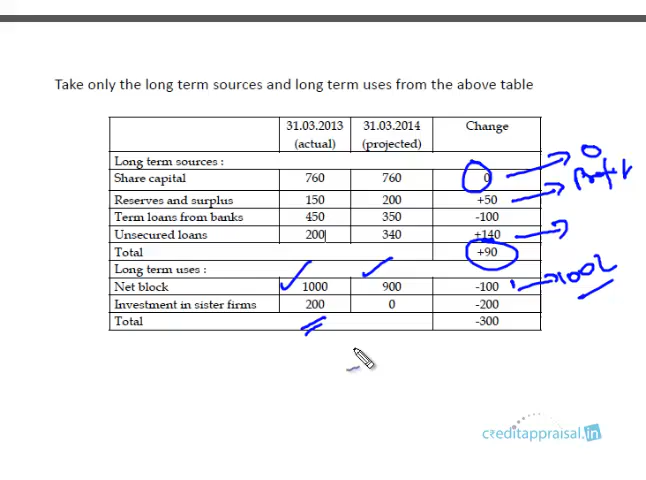 Take only the long term sources and long term uses from the above table
31.03.2013 (actual) 31.03.2014 (projected) Change
Long term sources :
Share capital 760 760 0
Reserves and surplus 150 200 +50
Term loans from banks 450 350 -100
Unsecured loans 200 340 +140
Total +90
Long term uses :
Net block 1000 900 -100
Investment in sister firms 200 0 -200
Total -300
0
Profit
100L
creditappraisal.in